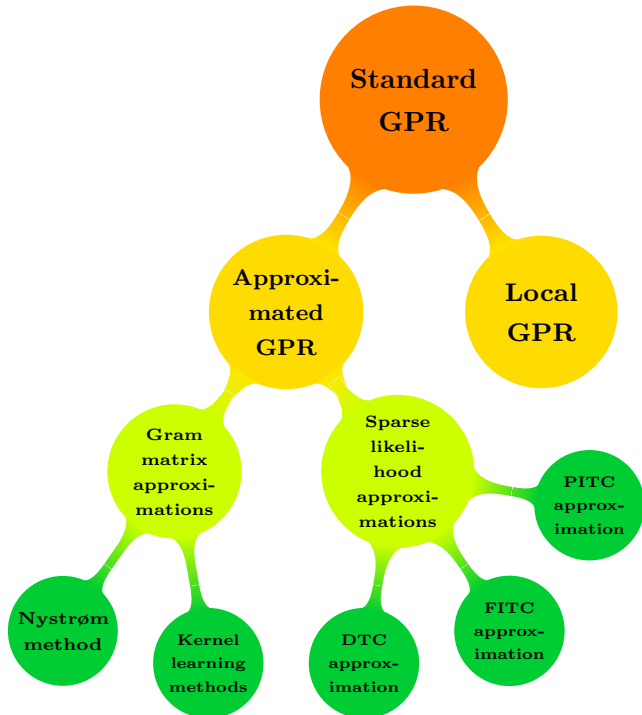 Standard
GPR
Approxi-
mated
GPR
Local
GPR
Gram
matrix
approxi-
mations
Sparse
likeli-
hood
approxi-
mations
PITC
approx-
imation
Nystrøm
method
Kernel
learning
methods
DTC
approx-
imation
FITC
approx-
imation